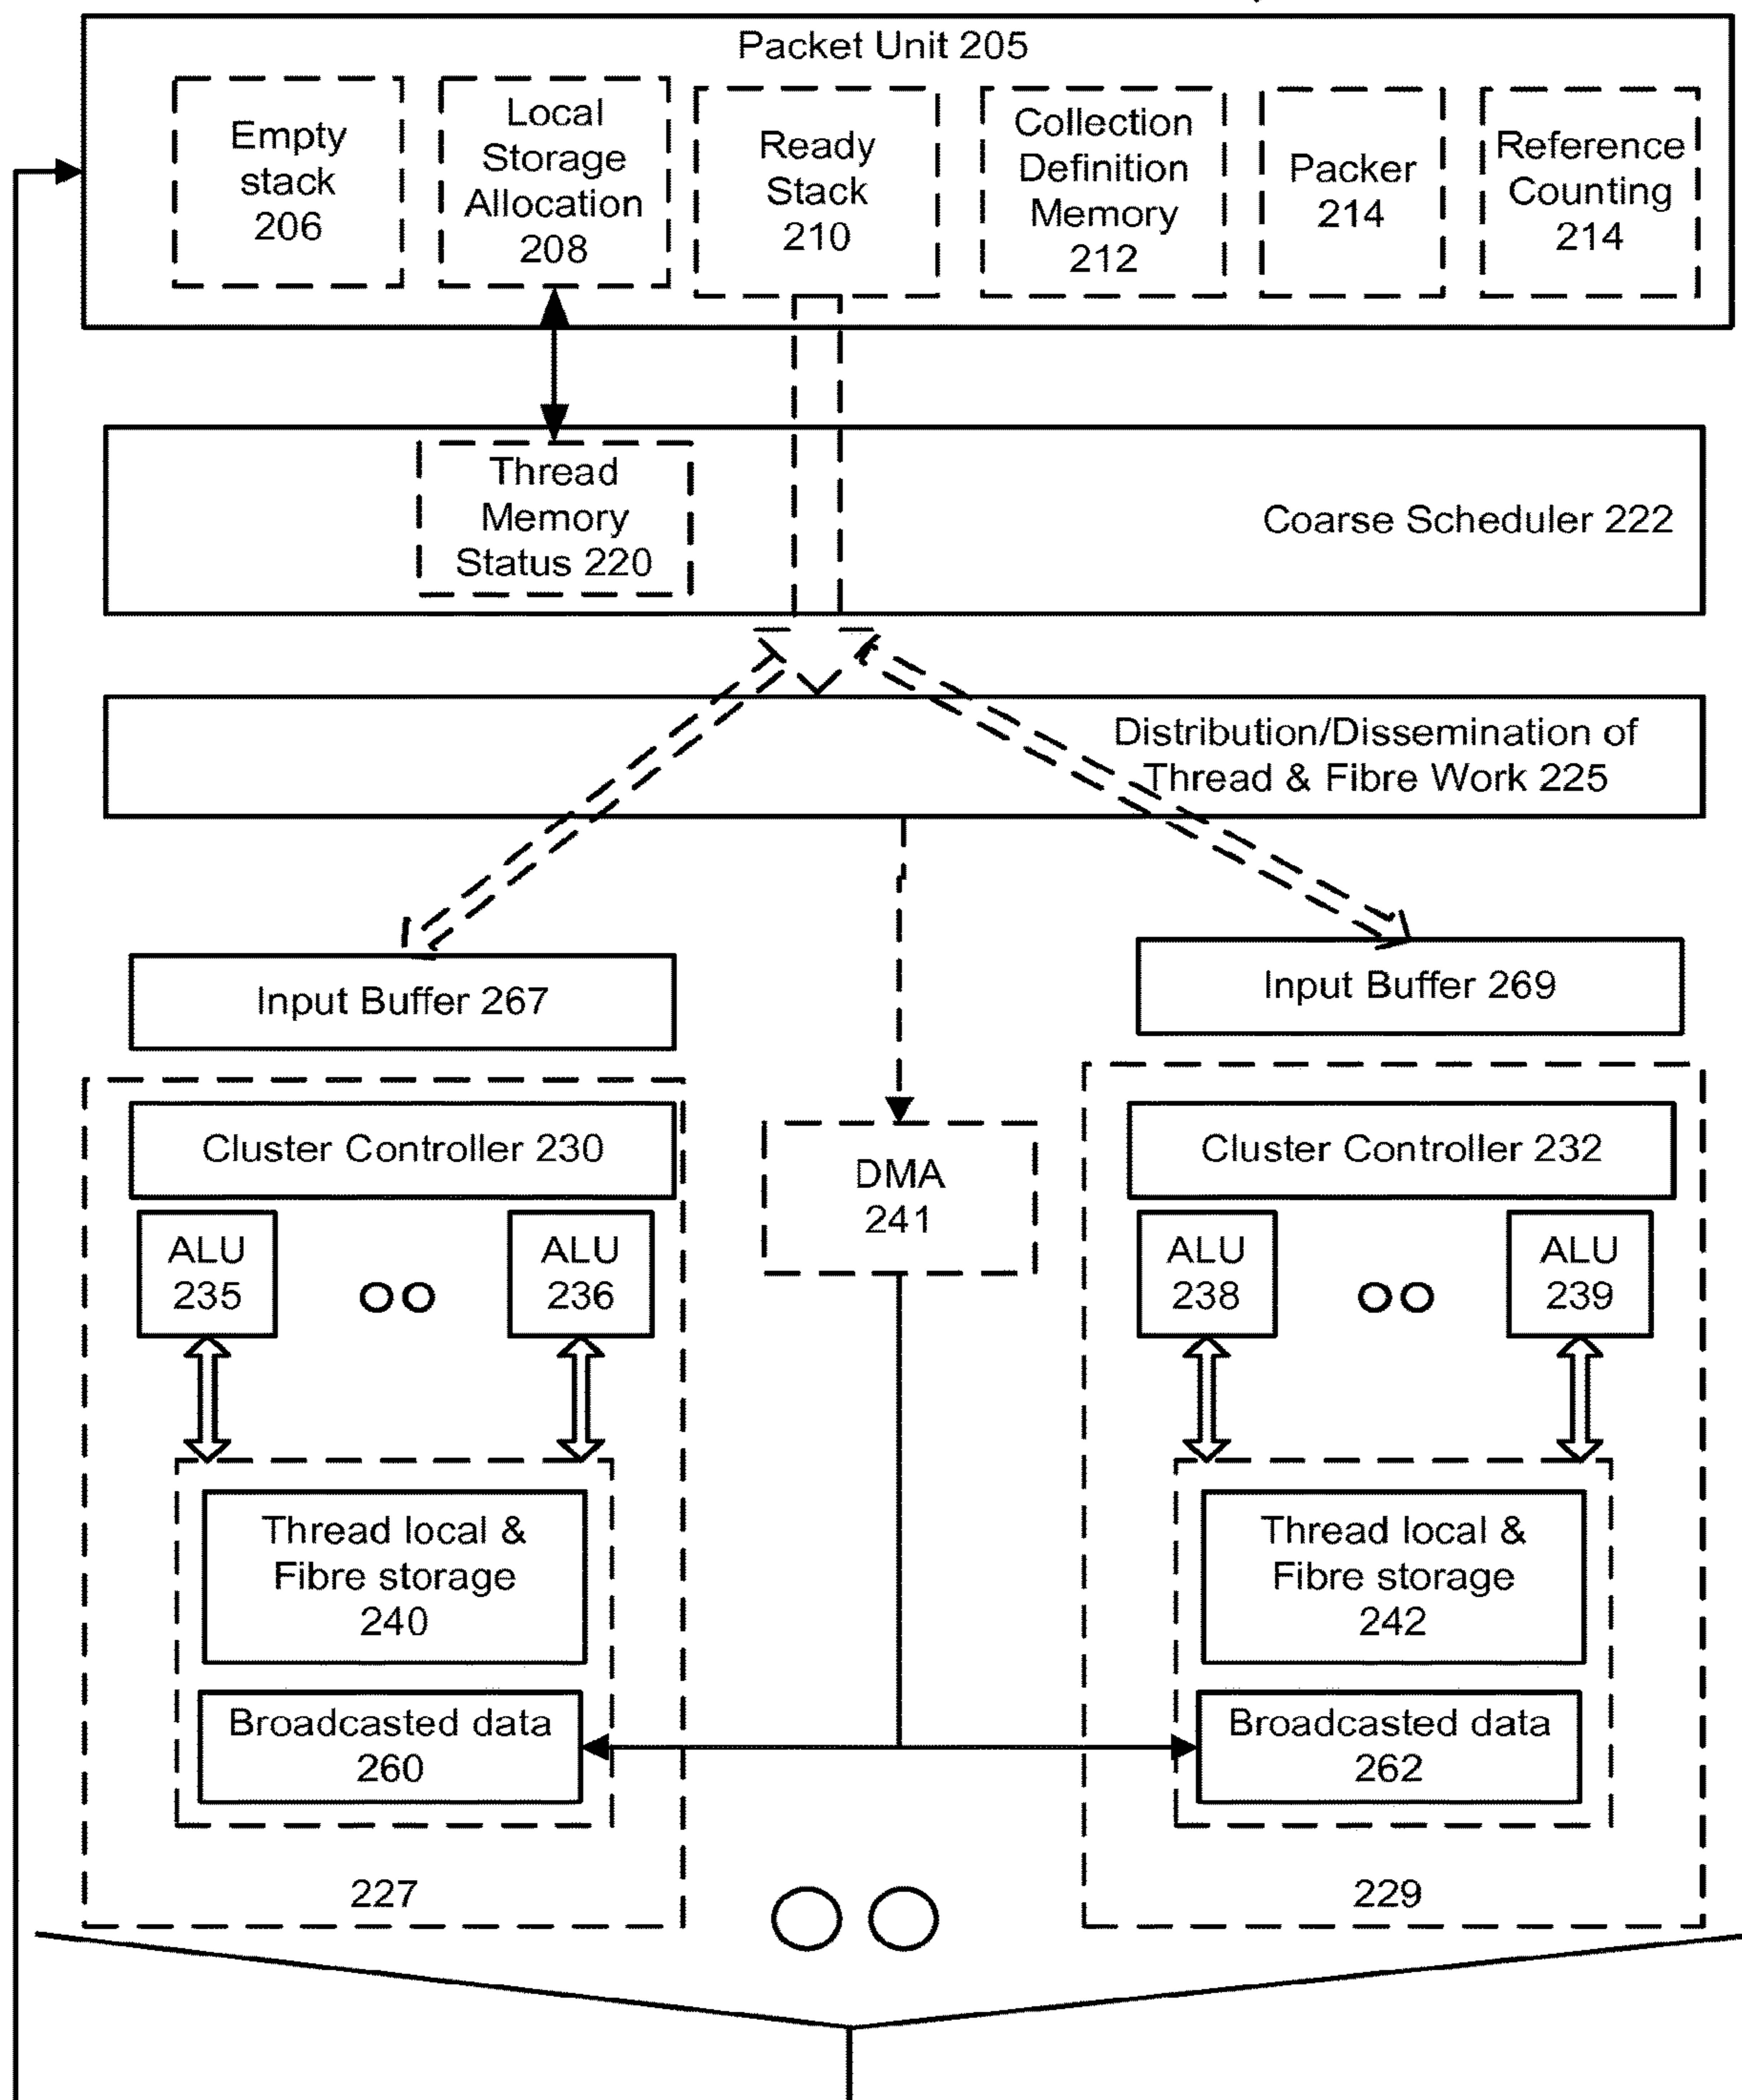 Packet Unit 205
Empty
stack
206
Local
Storage
Allocation
208
Ready
Stack
210
Collection
Definition
Memory
212
Packer
214
Reference
Counting
214
Thread
Memory
Status 220
Coarse Scheduler 222
Distribution/Dissemination of
Thread & Fibre Work 225
Input Buffer 267
Input Buffer 269
Cluster Controller 230
DMA
241
Cluster Controller 232
ALU
235
ALU
236
ALU
238
ALU
239
Thread local &
Fibre storage
240
Thread local &
Fibre storage
242
Broadcasted data
260
Broadcasted data
262
227
229